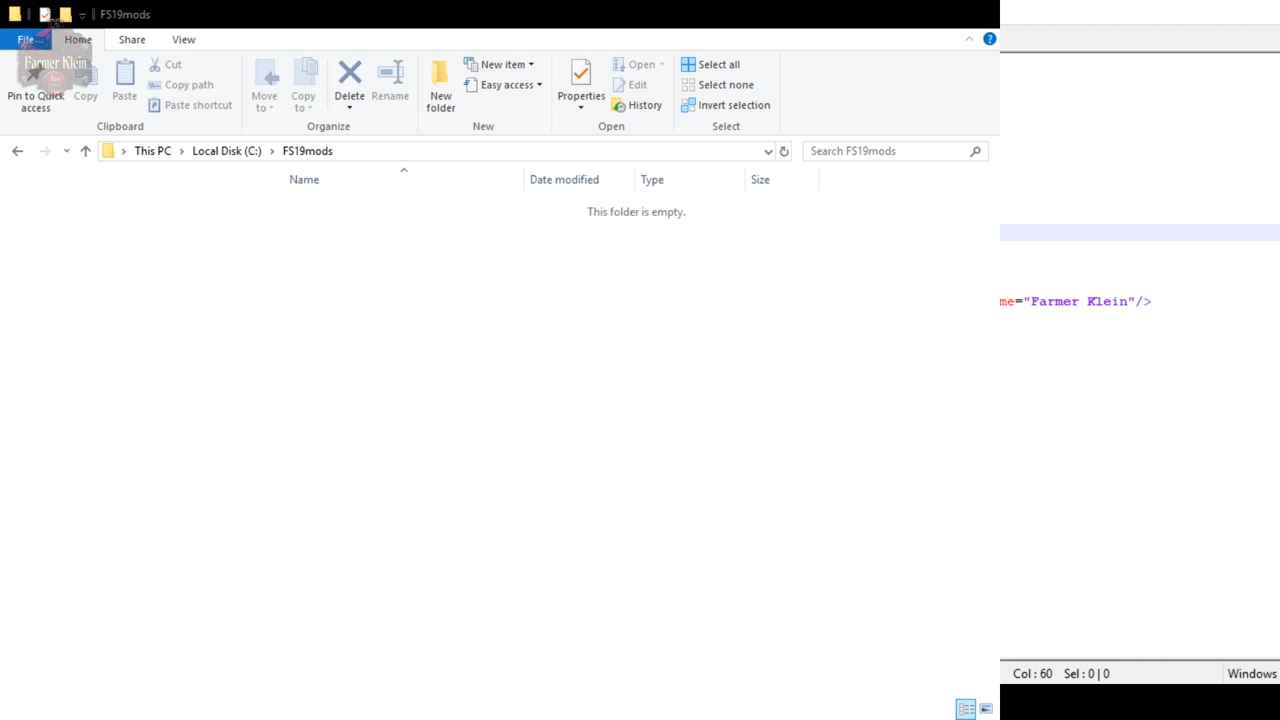 FS19mods
File Home Share View
Farmer Klein
Pin to Quick access
Copy
Paste
Cut
Copy path
Paste shortcut
Clipboard
Move to
Copy to
Delete
Rename
Organize
New folder
New item
Easy access
New
Properties
Open
Edit
History
Open
Select all
Select none
Invert selection
Select
This PC > Local Disk (C:) > FS19mods
Search FS19mods
Name Date modified Type Size
This folder is empty.
me="Farmer Klein"/>
Col : 60 Sel : 0 | 0 Windows